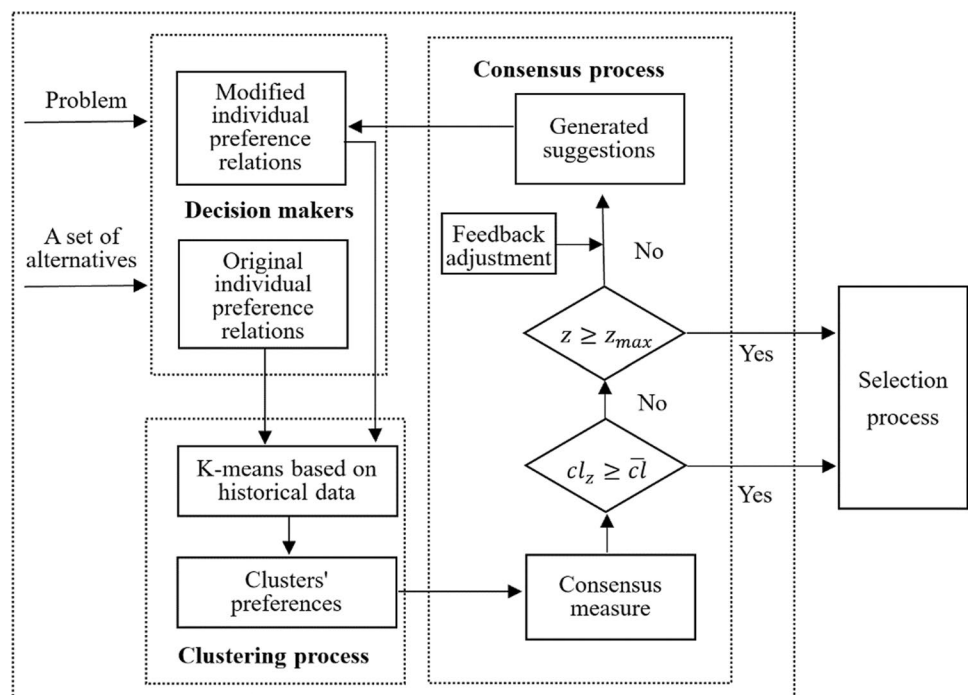 Problem
A set of
alternatives
Modified
individual
preference
relations
Decision makers
Original
individual
preference
relations
K-means based on
historical data
Clusters'
preferences
Clustering process
Consensus process
Generated
suggestions
Feedback
adjustment
No
z ≥ z_max
Yes
No
cl_z ≥ c̅l̅
Yes
Consensus
measure
Selection
process